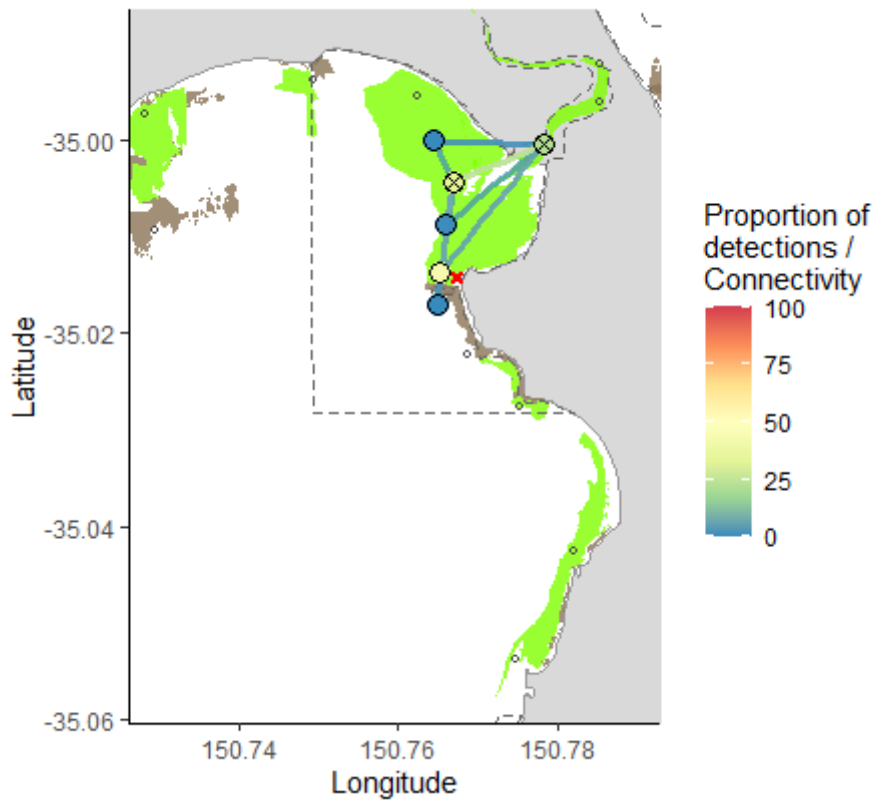 -35.00
-35.02
-35.04
-35.06
Latitude
150.74 150.76 150.78
Longitude
Proportion of
detections /
Connectivity
100
75
50
25
0